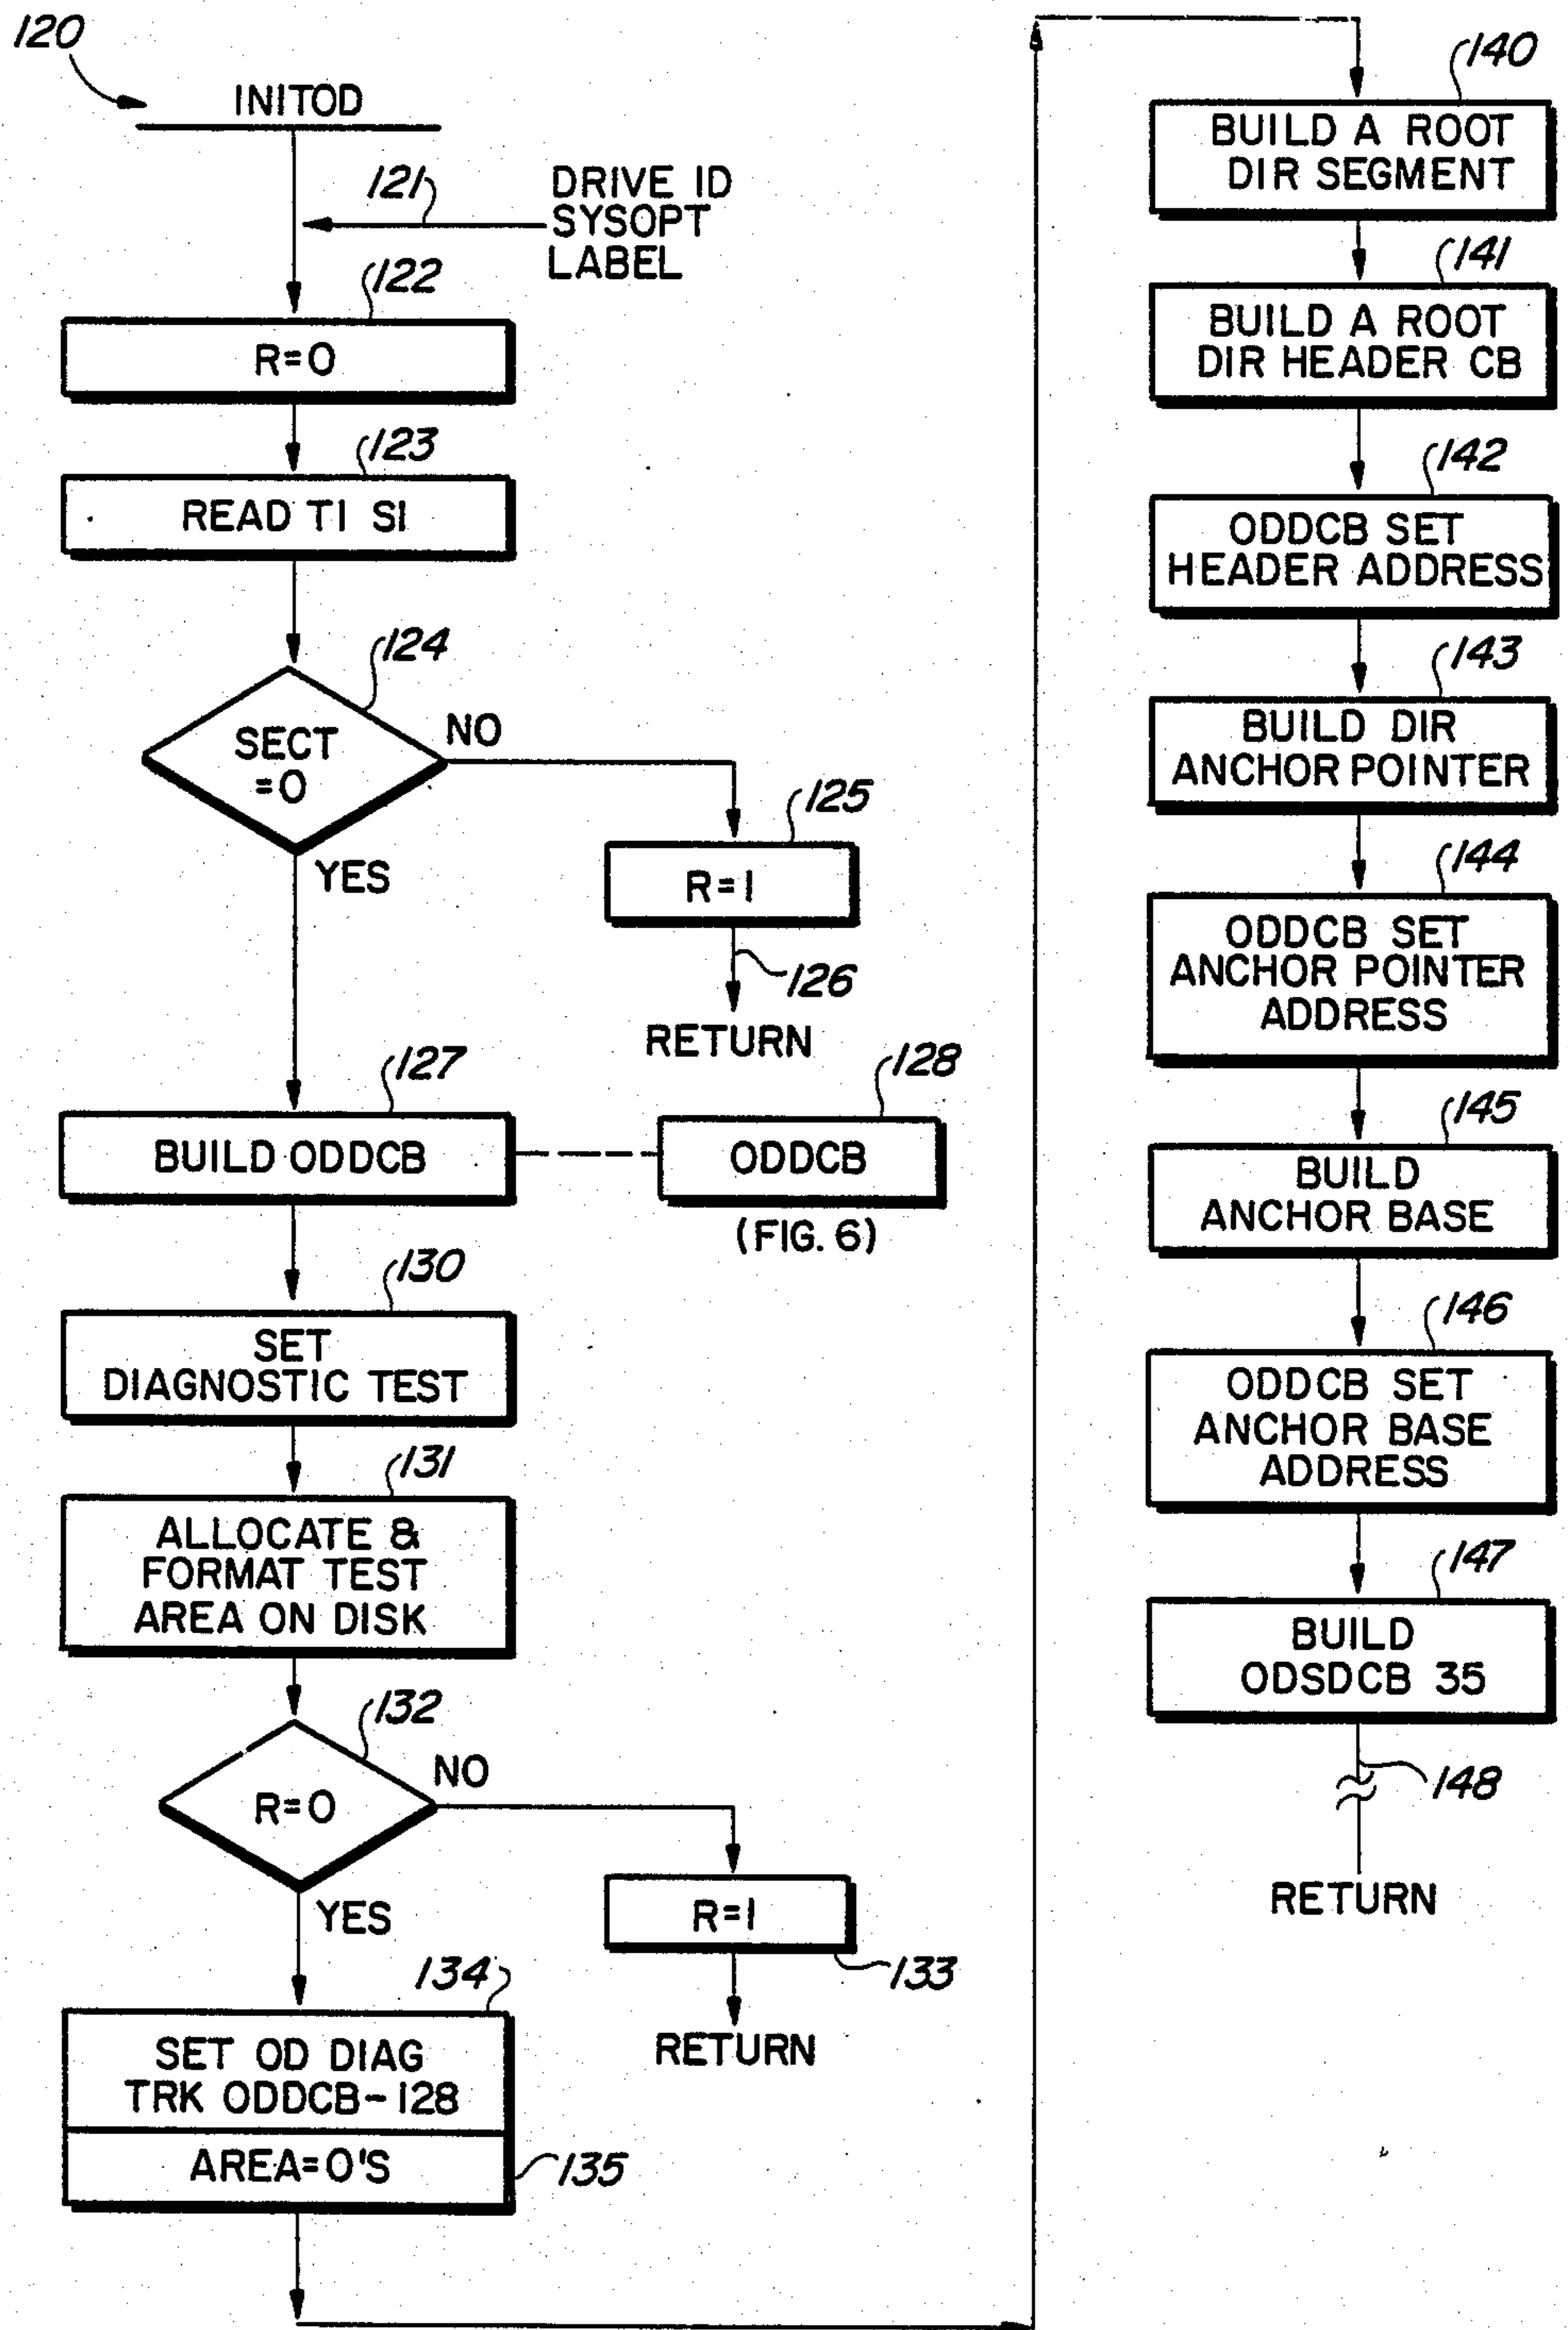 120
INITOD
121
DRIVE ID
SYSOPT
LABEL
122
R=0
123
READ T1 S1
124
SECT
=0
NO
YES
125
R=1
126
RETURN
127
BUILD ODDCB
128
ODDCB
(FIG. 6)
130
SET
DIAGNOSTIC TEST
131
ALLOCATE &
FORMAT TEST
AREA ON DISK
132
R=0
NO
YES
R=1
133
RETURN
134
SET OD DIAG
TRK ODDCB-128
AREA=0'S
135
140
BUILD A ROOT
DIR SEGMENT
141
BUILD A ROOT
DIR HEADER CB
142
ODDCB SET
HEADER ADDRESS
143
BUILD DIR
ANCHOR POINTER
144
ODDCB SET
ANCHOR POINTER
ADDRESS
145
BUILD
ANCHOR BASE
146
ODDCB SET
ANCHOR BASE
ADDRESS
147
BUILD
ODSDCB 35
148
RETURN